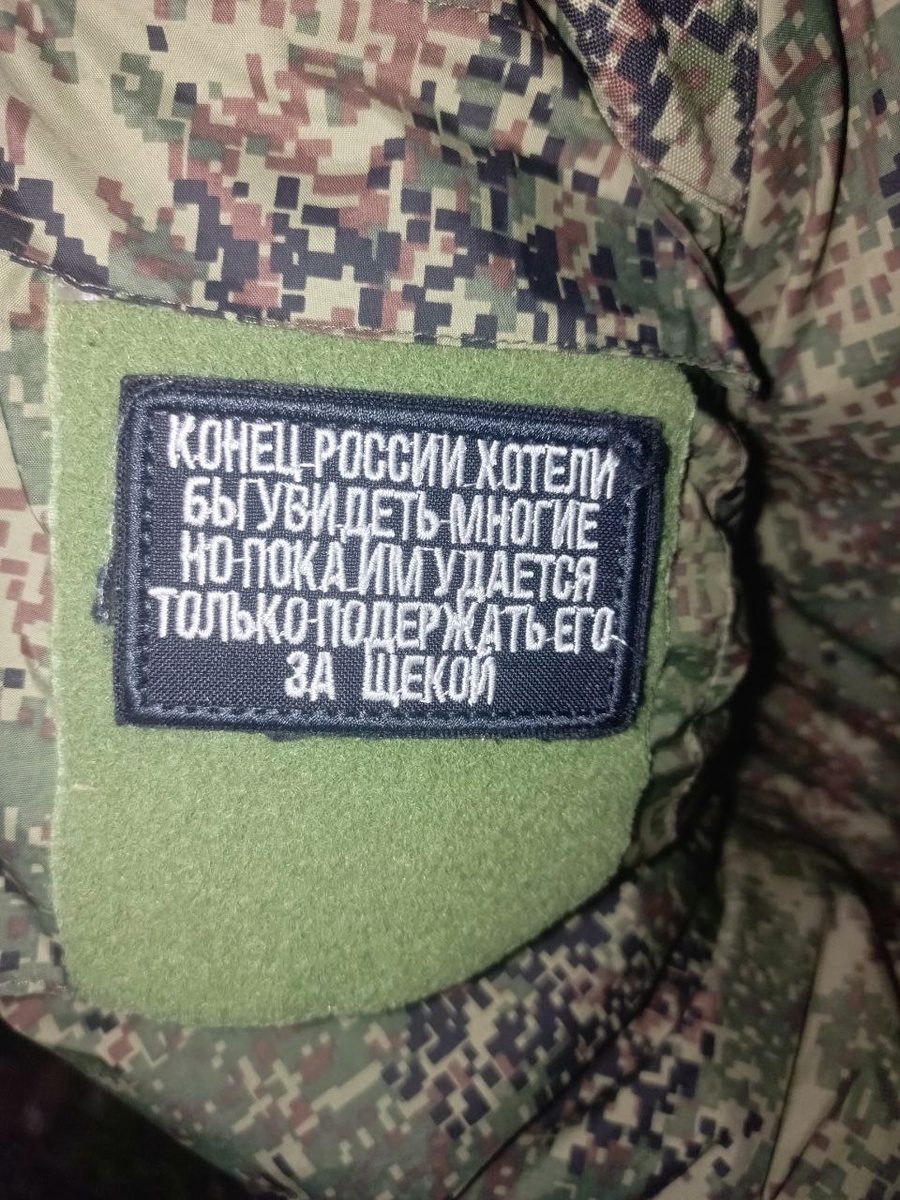 КОНЕЦ РОССИИ ХОТЕЛИ
БЫ УВИДЕТЬ МНОГИЕ
НО ПОКА ИМ УДАЕТСЯ
ТОЛЬКО ПОДЕРЖАТЬ ЕГО
ЗА ЩЕКОЙ